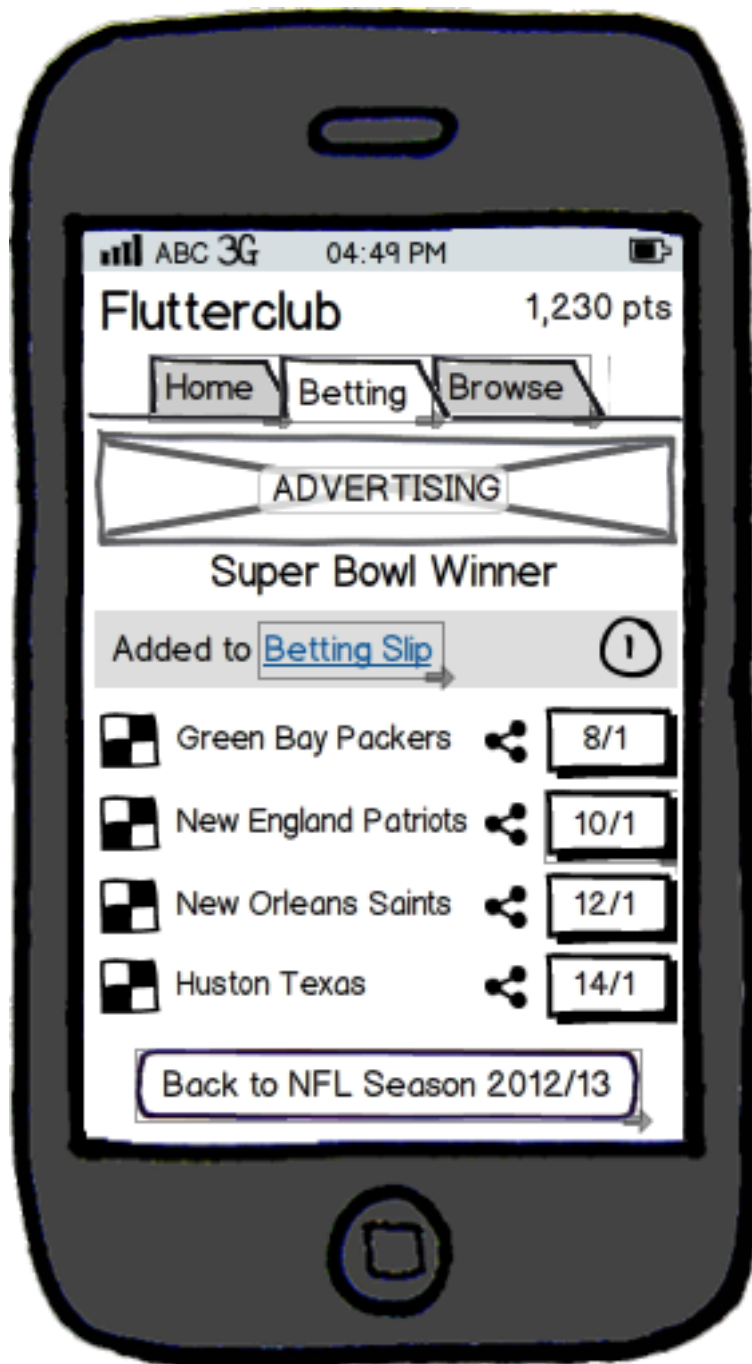 ABC 3G 04:49 PM
Flutterclub 1,230 pts
Home Betting Browse
ADVERTISING
Super Bowl Winner
Added to Betting Slip 1
Green Bay Packers 8/1
New England Patriots 10/1
New Orleans Saints 12/1
Huston Texas 14/1
Back to NFL Season 2012/13